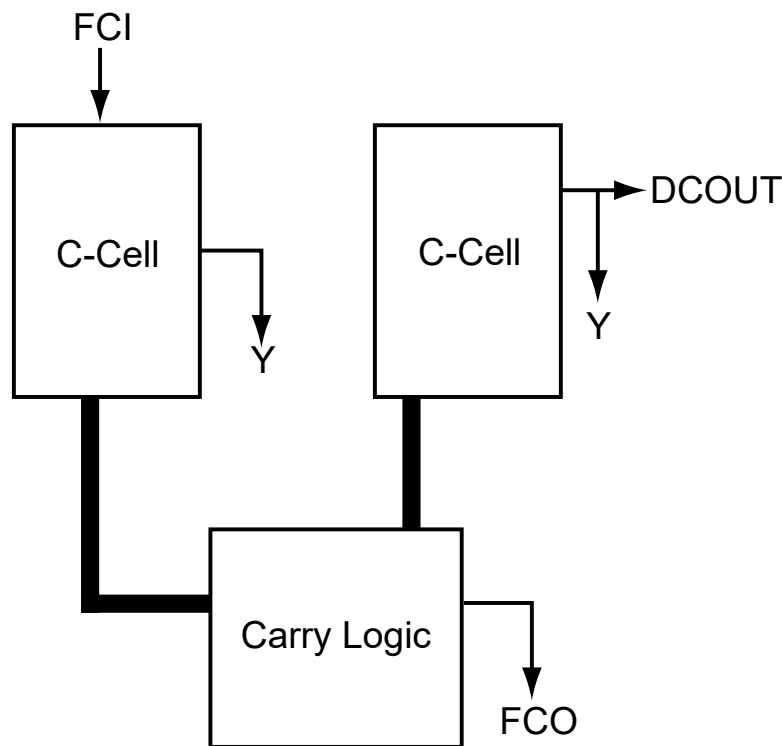 FCI
C-Cell
C-Cell
DCOUT
Y
Y
Carry Logic
FCO